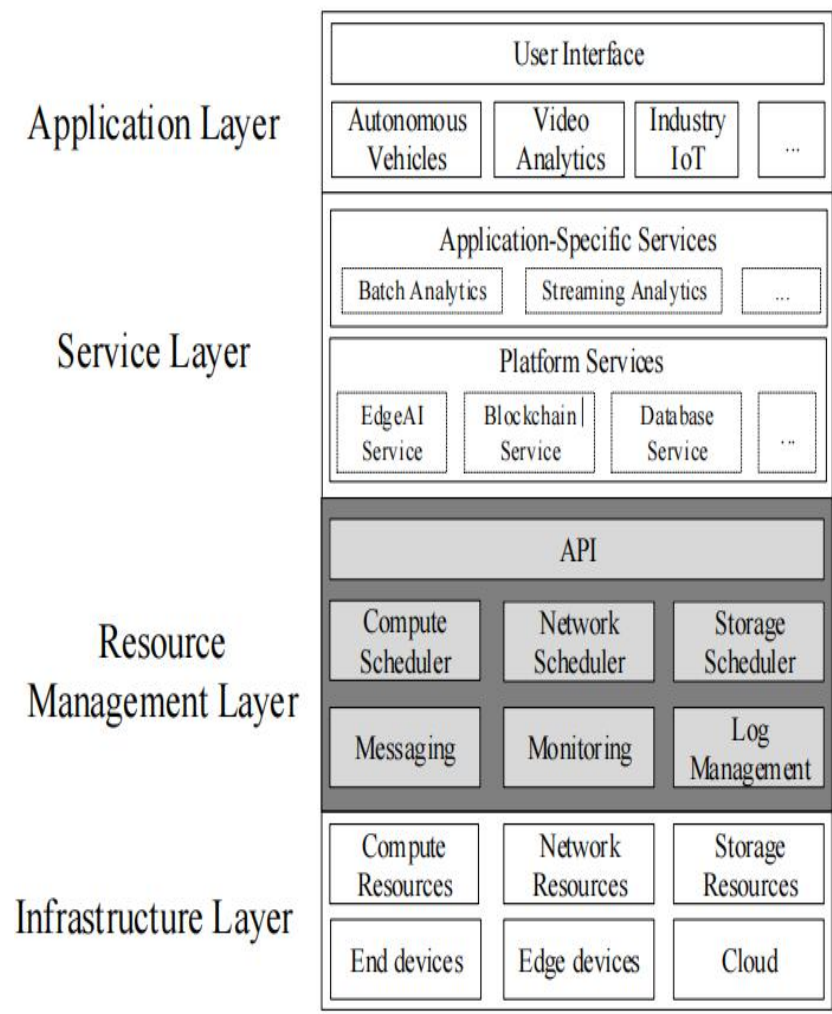 User Interface
Application Layer
Autonomous
Vehicles
Video
Analytics
Industry
IoT
...
Application-Specific Services
Batch Analytics
Streaming Analytics
...
Service Layer
Platform Services
EdgeAI
Service
Blockchain|
Service
Database
Service
...
API
Resource
Management Layer
Compute
Scheduler
Network
Scheduler
Storage
Scheduler
Messaging
Monitoring
Log
Management
Infrastructure Layer
Compute
Resources
Network
Resources
Storage
Resources
End devices
Edge devices
Cloud